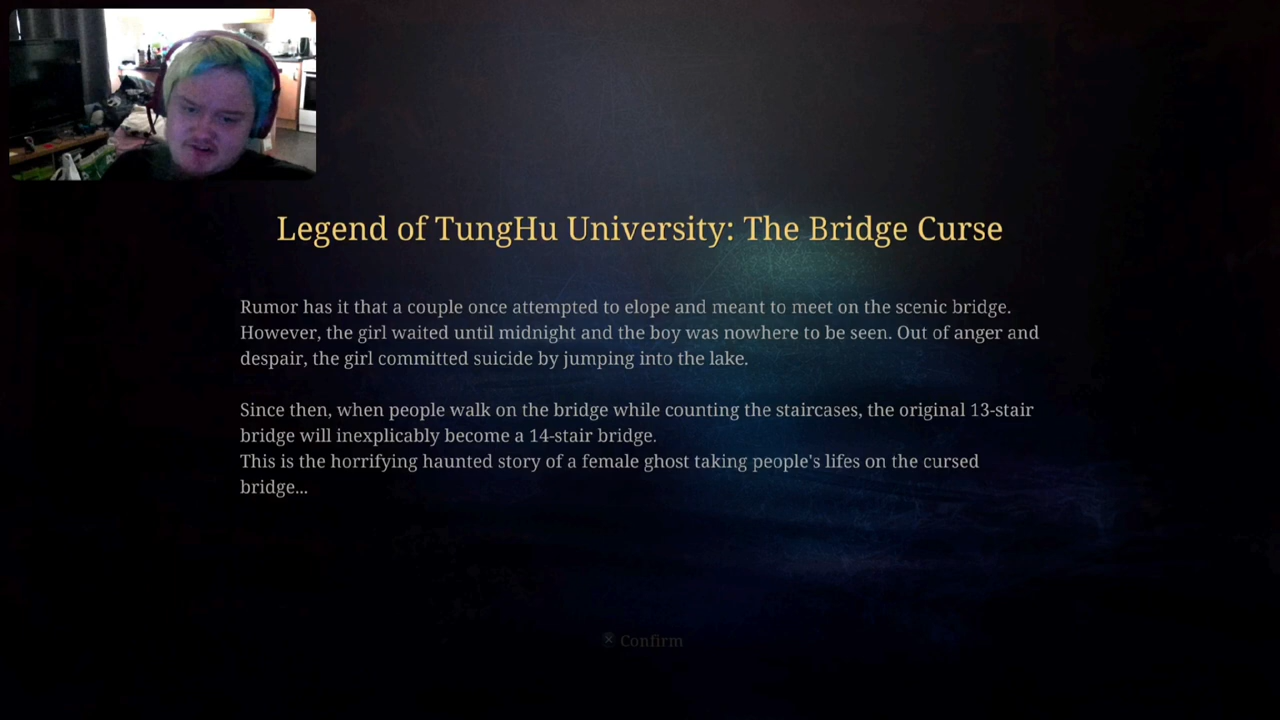 Legend of TungHu University: The Bridge Curse
Rumor has it that a couple once attempted to elope and meant to meet on the scenic bridge.
However, the girl waited until midnight and the boy was nowhere to be seen. Out of anger and
despair, the girl committed suicide by jumping into the lake.
Since then, when people walk on the bridge while counting the staircases, the original 13-stair
bridge will inexplicably become a 14-stair bridge.
This is the horrifying haunted story of a female ghost taking people's lifes on the cursed
bridge...
Confirm